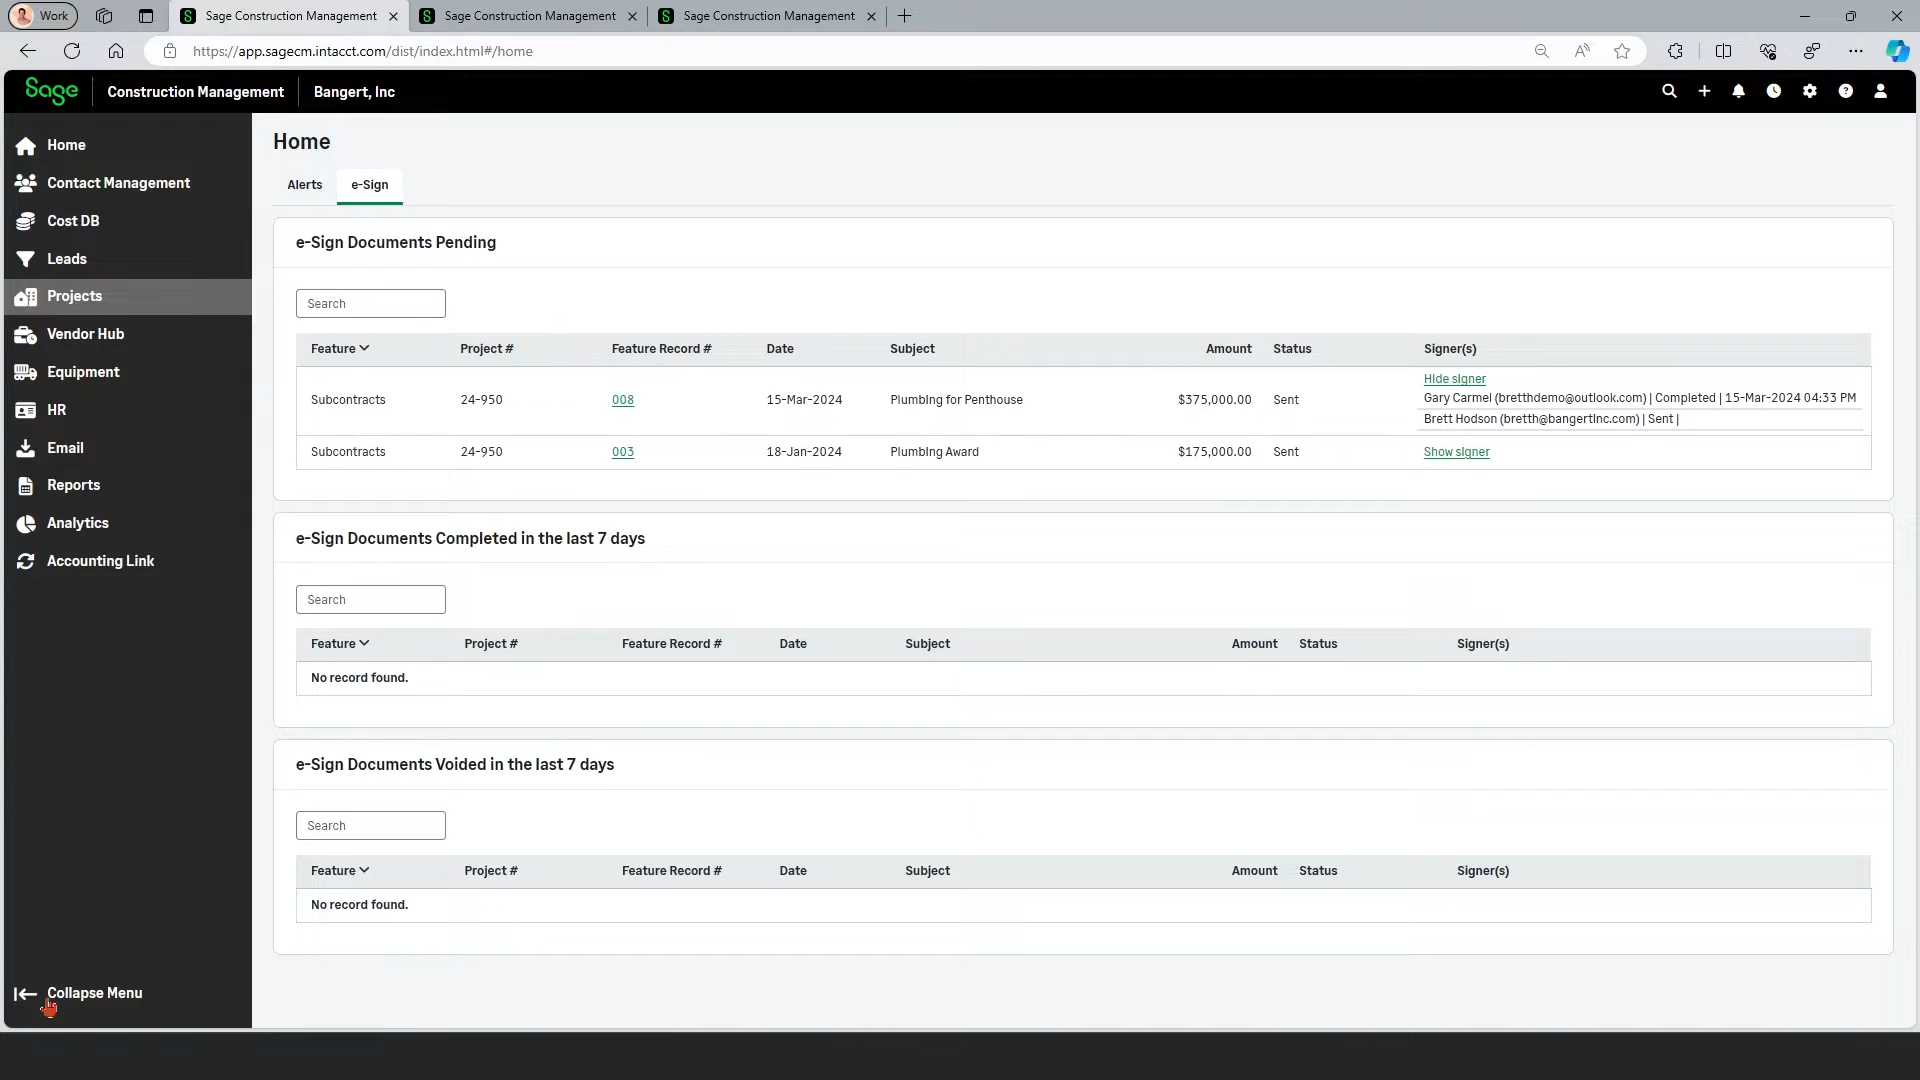 Work
Sage Construction Management
Sage Construction Management
Sage Construction Management
https://app.sagecm.intacct.com/dist/index.html#/home
Sage
Construction Management
Bangert, Inc
Home
Contact Management
Cost DB
Leads
Projects
Vendor Hub
Equipment
HR
Email
Reports
Analytics
Accounting Link
Collapse Menu
Home
Alerts e-Sign
e-Sign Documents Pending
Search
Feature Project # Feature Record # Date Subject Amount Status Signer(s)
Subcontracts 24-950 008 15-Mar-2024 Plumbing for Penthouse $375,000.00 Sent
Hide signer
Gary Carmel (bretthdemo@outlook.com) | Completed | 15-Mar-2024 04:33 PM
Brett Hodson (bretth@bangertinc.com) | Sent |
Subcontracts 24-950 003 18-Jan-2024 Plumbing Award $175,000.00 Sent Show signer
e-Sign Documents Completed in the last 7 days
Search
Feature Project # Feature Record # Date Subject Amount Status Signer(s)
No record found.
e-Sign Documents Voided in the last 7 days
Search
Feature Project # Feature Record # Date Subject Amount Status Signer(s)
No record found.